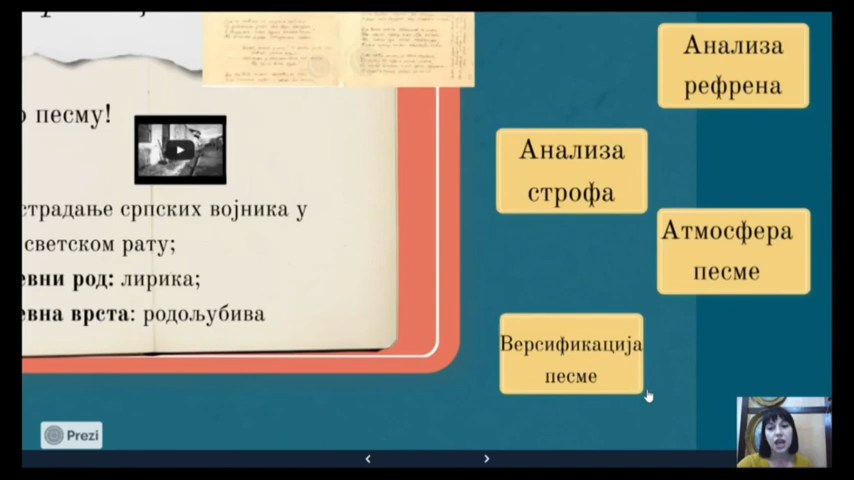 о песму!
страдање српских војника у
светском рату;
евни род: лирика;
евна врста: родољубива
Анализа
рефрена
Анализа
строфа
Атмосфера
песме
Версификација
песме
Prezi